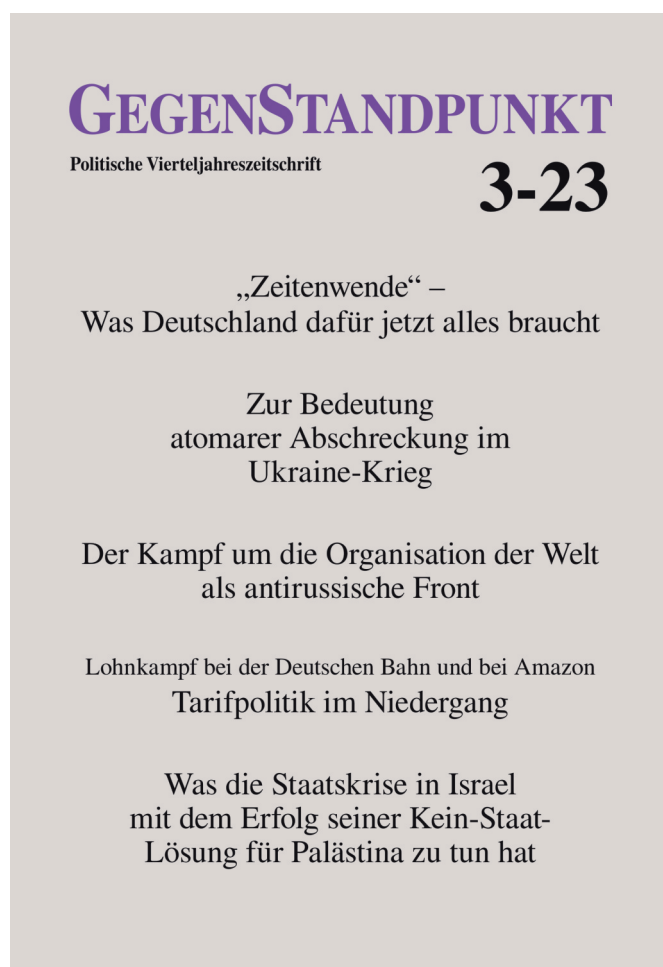 GEGENSTANDPUNKT
Politische Vierteljahreszeitschrift
3-23
„Zeitenwende“ –
Was Deutschland dafür jetzt alles braucht
Zur Bedeutung
atomarer Abschreckung im
Ukraine-Krieg
Der Kampf um die Organisation der Welt
als antirussische Front
Lohnkampf bei der Deutschen Bahn und bei Amazon
Tarifpolitik im Niedergang
Was die Staatskrise in Israel
mit dem Erfolg seiner Kein-Staat-
Lösung für Palästina zu tun hat